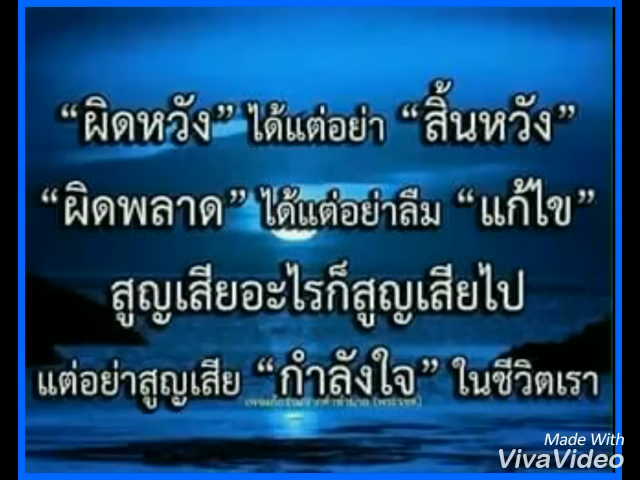 “ผิดหวัง” ได้แต่อย่า “สิ้นหวัง”
“ผิดพลาด” ได้แต่อย่าลืม “แก้ไข”
สูญเสียอะไรก็สูญเสียไป
แต่อย่าสูญเสีย “กำลังใจ” ในชีวิตเรา
Made With
VivaVideo